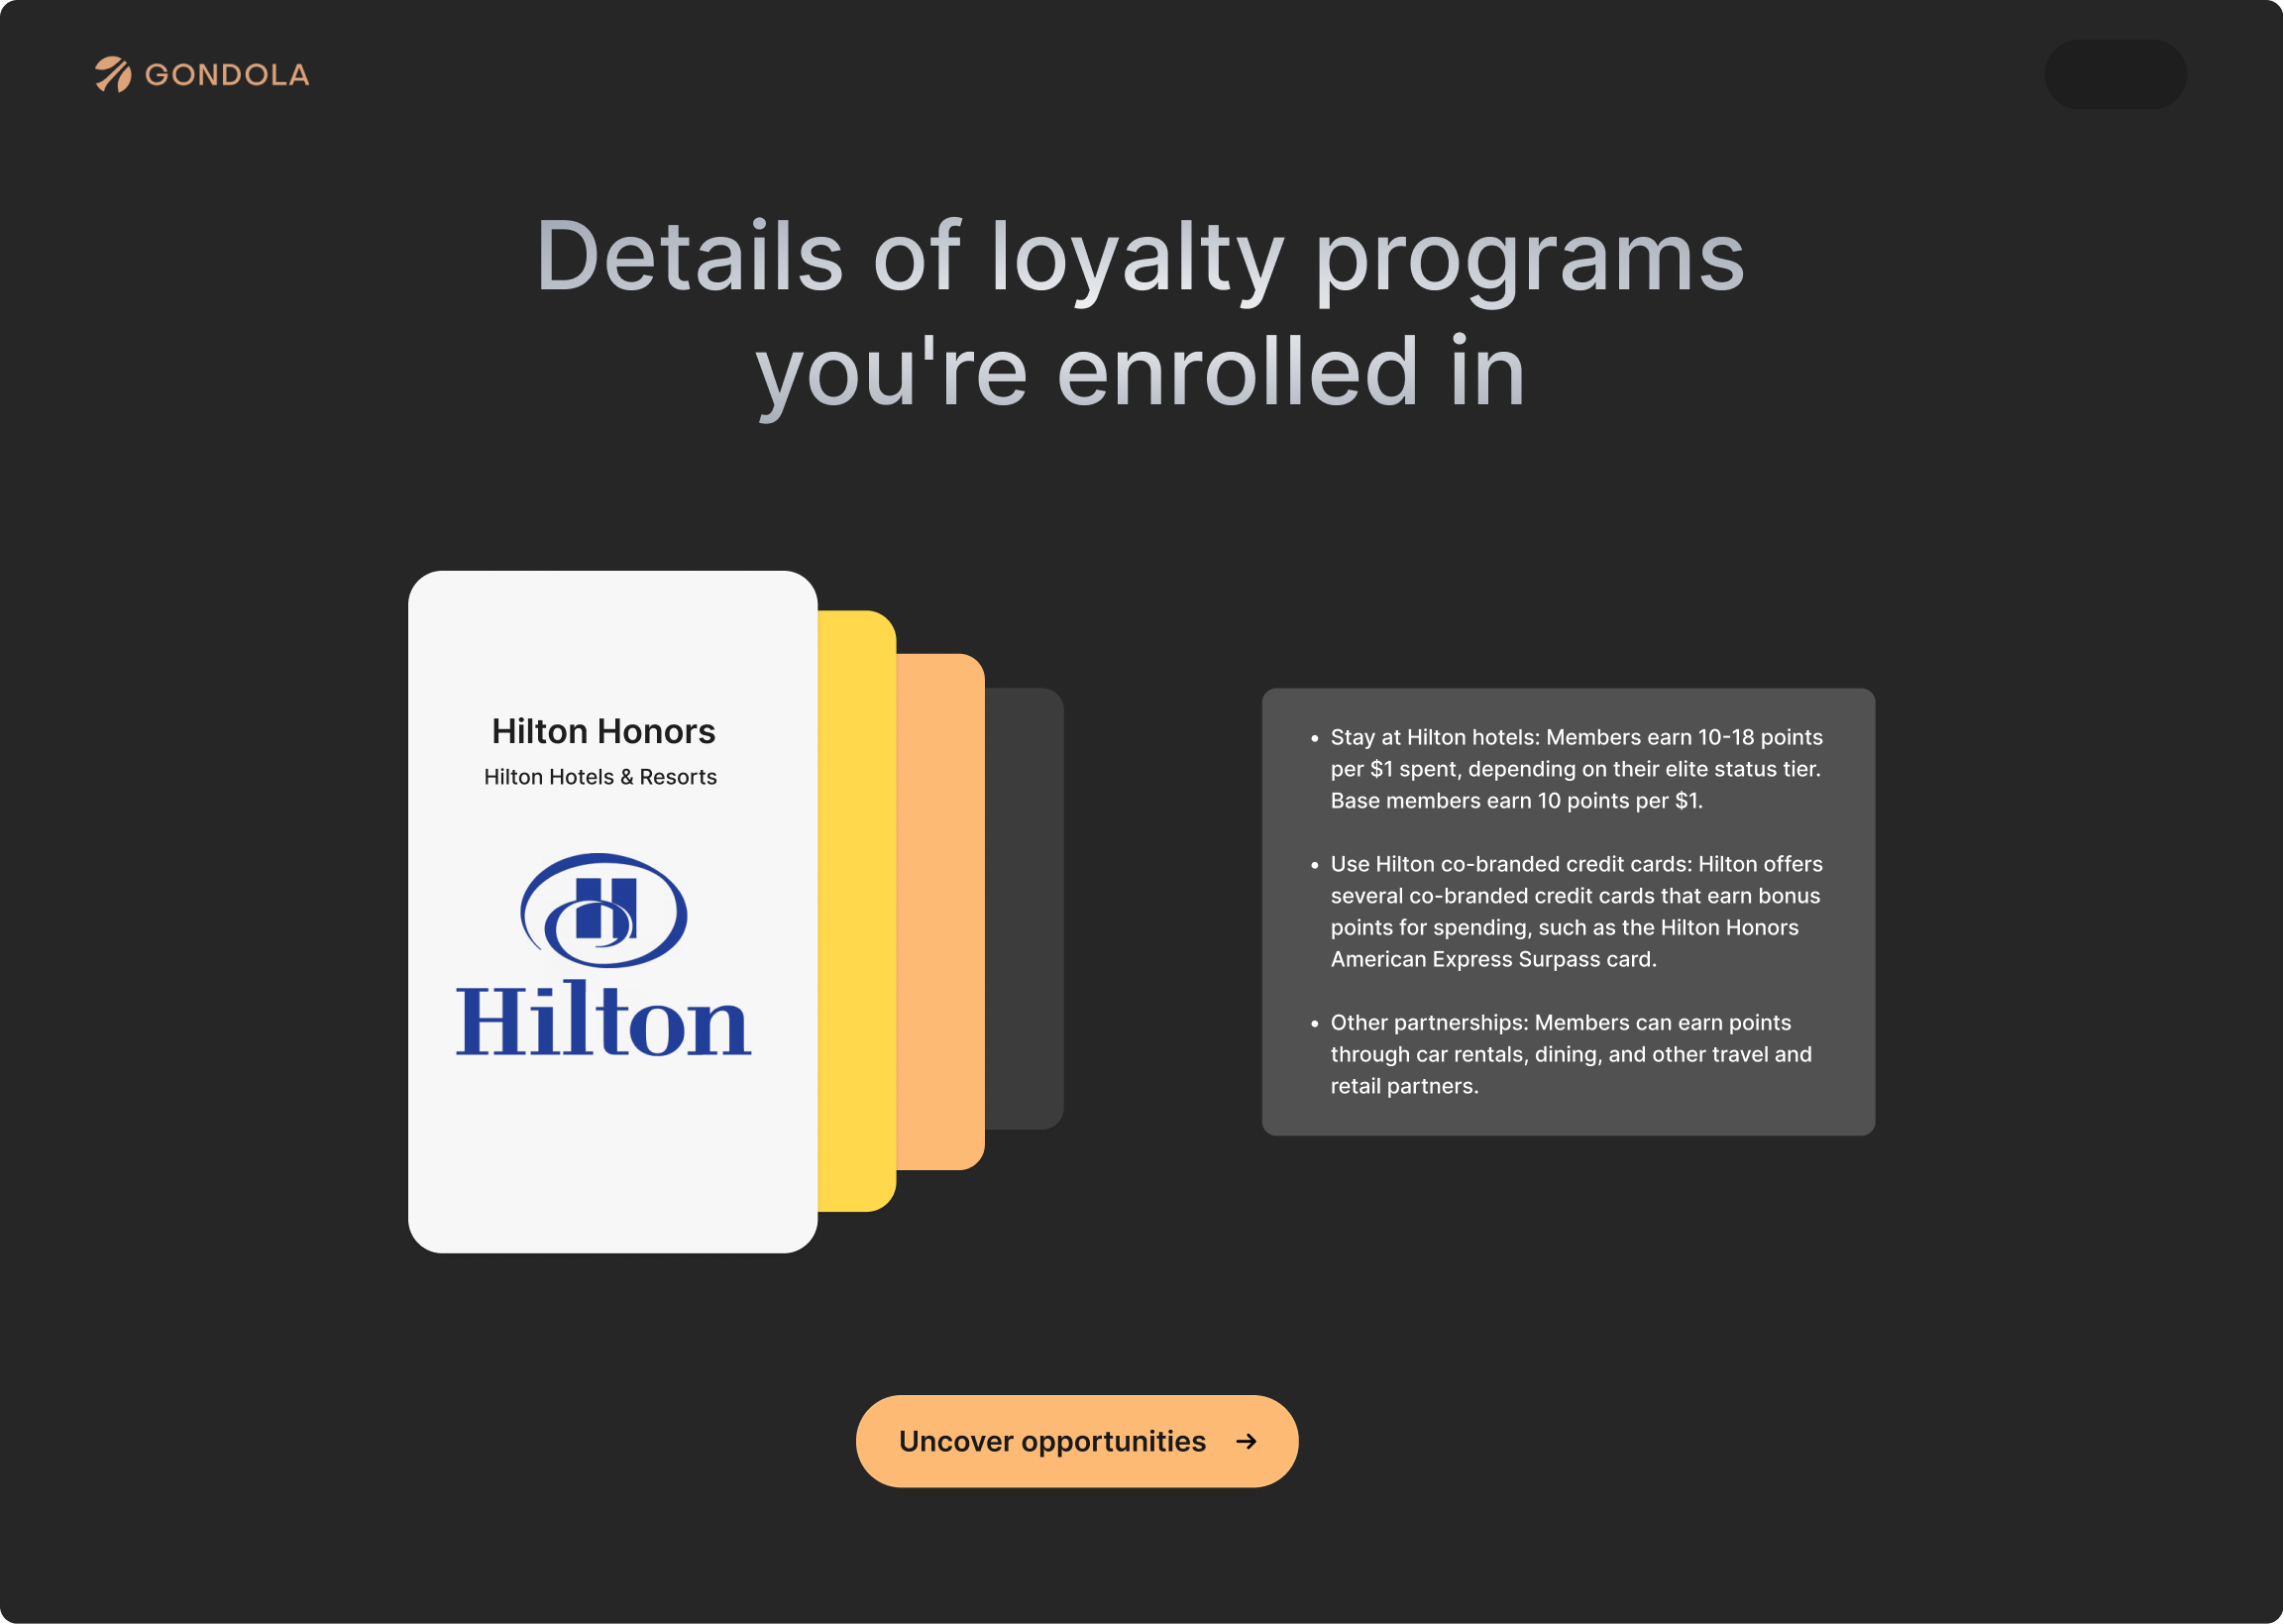 GONDOLA
Details of loyalty programs
you're enrolled in
Hilton Honors
Hilton Hotels & Resorts
H
Hilton
• Stay at Hilton hotels: Members earn 10-18 points
per $1 spent, depending on their elite status tier.
Base members earn 10 points per $1.
• Use Hilton co-branded credit cards: Hilton offers
several co-branded credit cards that earn bonus
points for spending, such as the Hilton Honors
American Express Surpass card.
• Other partnerships: Members can earn points
through car rentals, dining, and other travel and
retail partners.
Uncover opportunities →